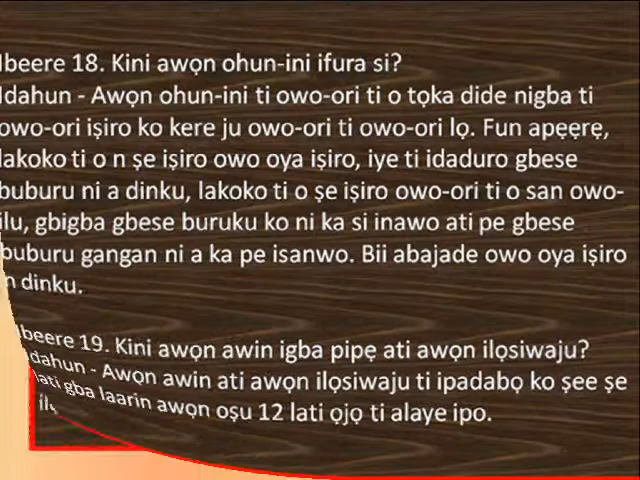 Ibeere 18. Kini awọn ohun-ini ifura si?
Idahun - Awọn ohun-ini ti owo-ori ti o tọka dide nigba ti
owo-ori iṣiro ko kere ju owo-ori ti owo-ori lọ. Fun apẹẹrẹ,
lakoko ti o n ṣe iṣiro owo oya iṣiro, iye ti idaduro gbese
buburu ni a dinku, lakoko ti o ṣe iṣiro owo-ori ti o san owo-
ilu, gbigba gbese buruku ko ni ka si inawo ati pe gbese
buburu gangan ni a ka pe isanwo. Bii abajade owo oya iṣiro
n dinku.
Ibeere 19. Kini awọn awin igba pipẹ ati awọn ilọsiwaju?
Idahun - Awọn awin ati awọn ilọsiwaju ti ipadabọ ko ṣee ṣe
lati gba laarin awọn oṣu 12 lati ọjọ ti alaye ipo.